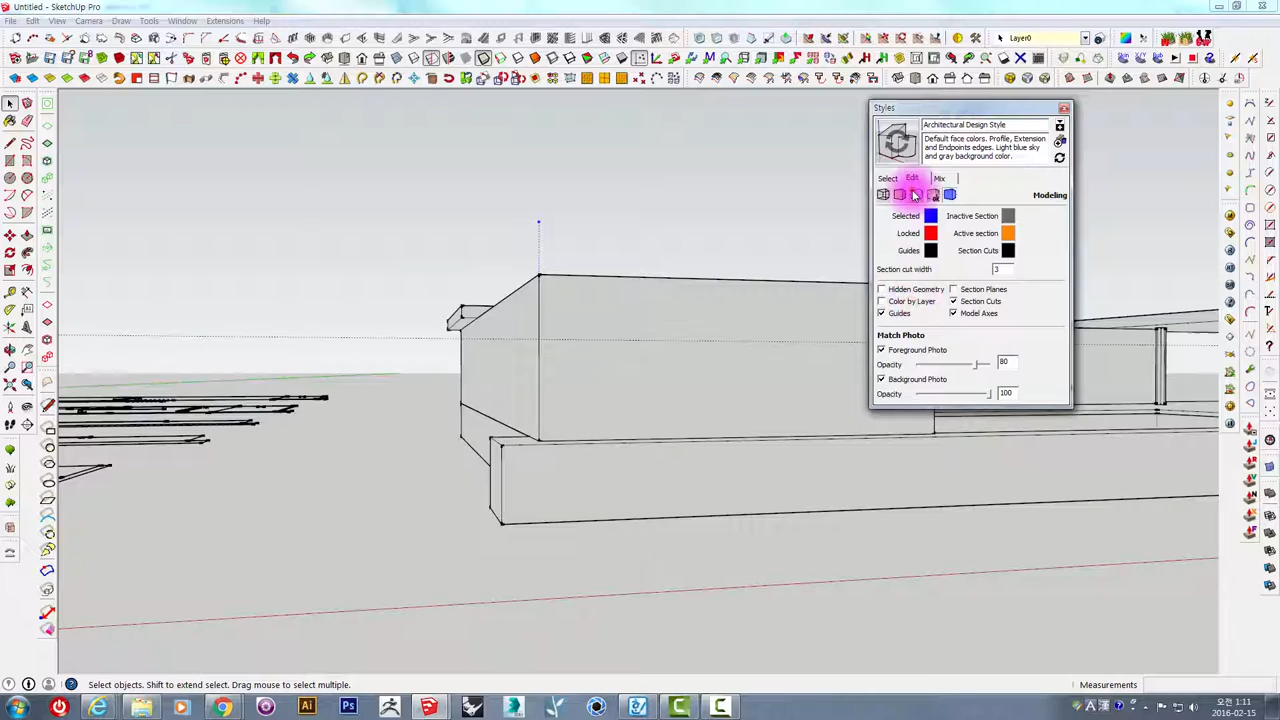 Untitled - SketchUp Pro
File Edit View Camera Draw Tools Window Extensions Help
Layer0
Styles
Architectural Design Style
Default face colors. Profile, Extension
and Endpoints edges. Light blue sky
and gray background color.
Select Edit Mix
Modeling
Selected Inactive Section
Locked Active section
Guides Section Cuts
Section cut width 3
Hidden Geometry Section Planes
Color by Layer Section Cuts
Guides Model Axes
Match Photo
Foreground Photo
Opacity 80
Background Photo
Opacity 100
Select objects. Shift to extend select. Drag mouse to select multiple.
Measurements
Ai Ps
오전 1:11
2016-02-15